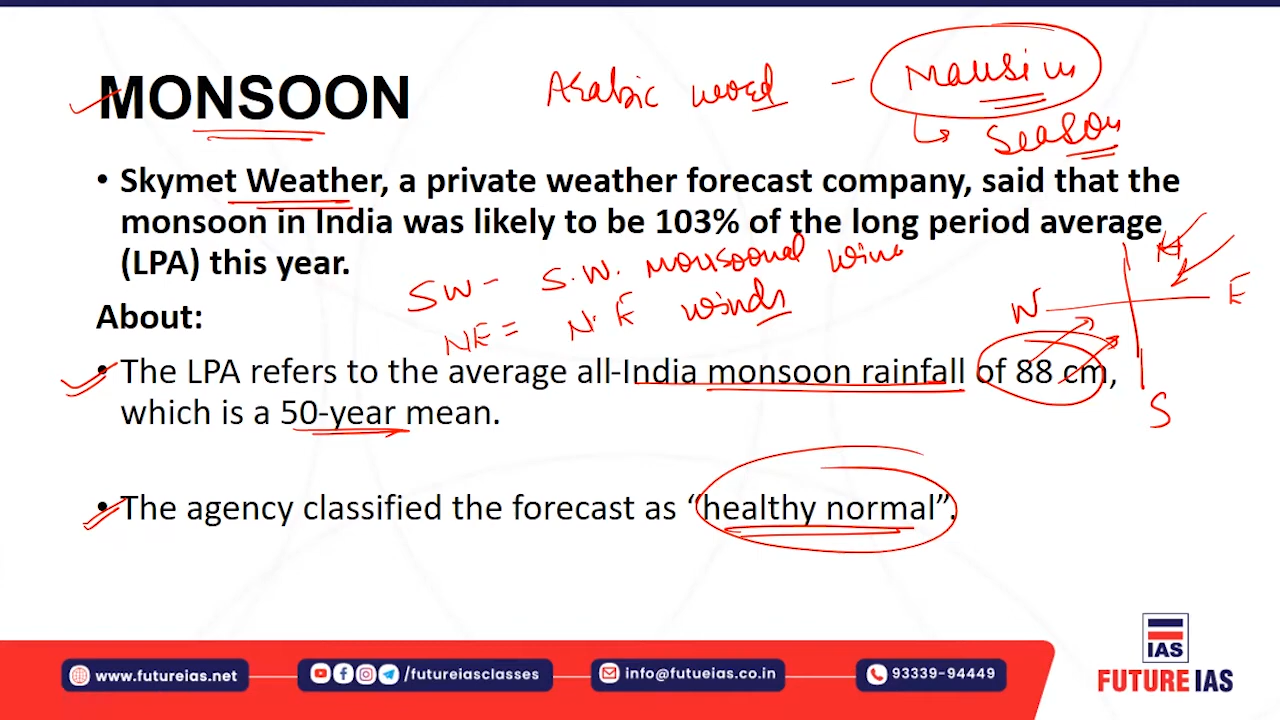 MONSOON
Arabic word – Mausim
↳ Season
• Skymet Weather, a private weather forecast company, said that the
monsoon in India was likely to be 103% of the long period average
(LPA) this year.
SW – S.W. monsoonal wind
NE = N.E winds
N
W
E
S
About:
• The LPA refers to the average all-India monsoon rainfall of 88 cm,
which is a 50-year mean.
• The agency classified the forecast as “healthy normal”.
www.futureias.net
/futureiasclasses
info@futueias.co.in
93339-94449
IAS
FUTURE IAS